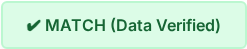 ✔ MATCH (Data Verified)